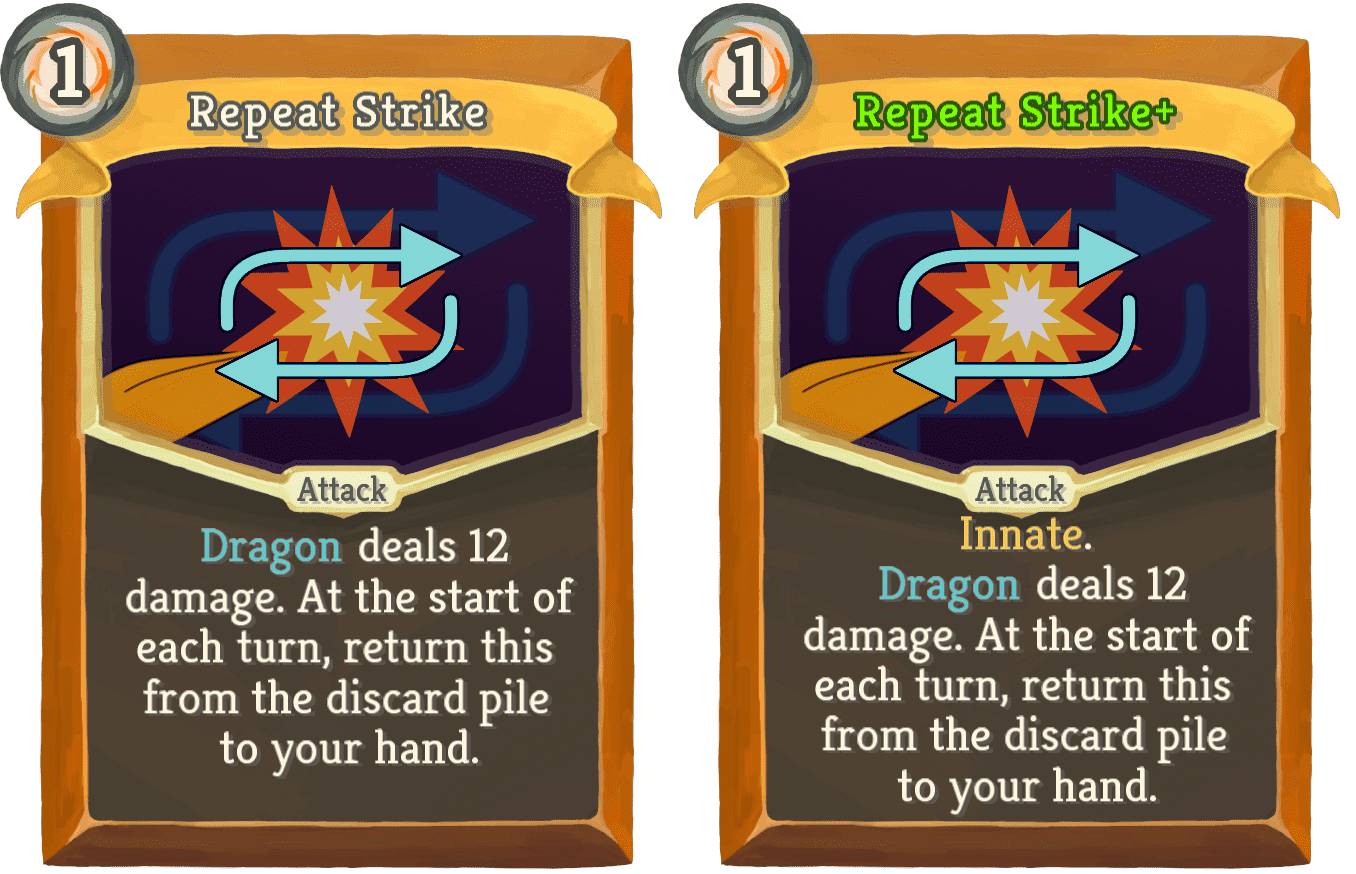 1
Repeat Strike
Attack
Dragon deals 12
damage. At the start of
each turn, return this
from the discard pile
to your hand.
1
Repeat Strike+
Attack
Innate.
Dragon deals 12
damage. At the start of
each turn, return this
from the discard pile
to your hand.